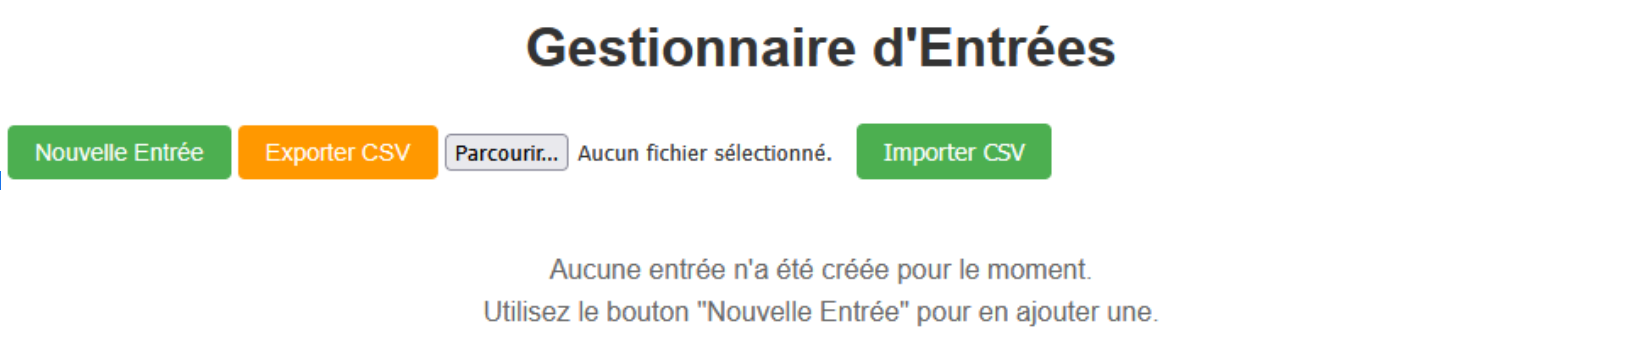 Gestionnaire d'Entrées
Nouvelle Entrée Exporter CSV Parcourir... Aucun fichier sélectionné. Importer CSV
Aucune entrée n'a été créée pour le moment.
Utilisez le bouton "Nouvelle Entrée" pour en ajouter une.